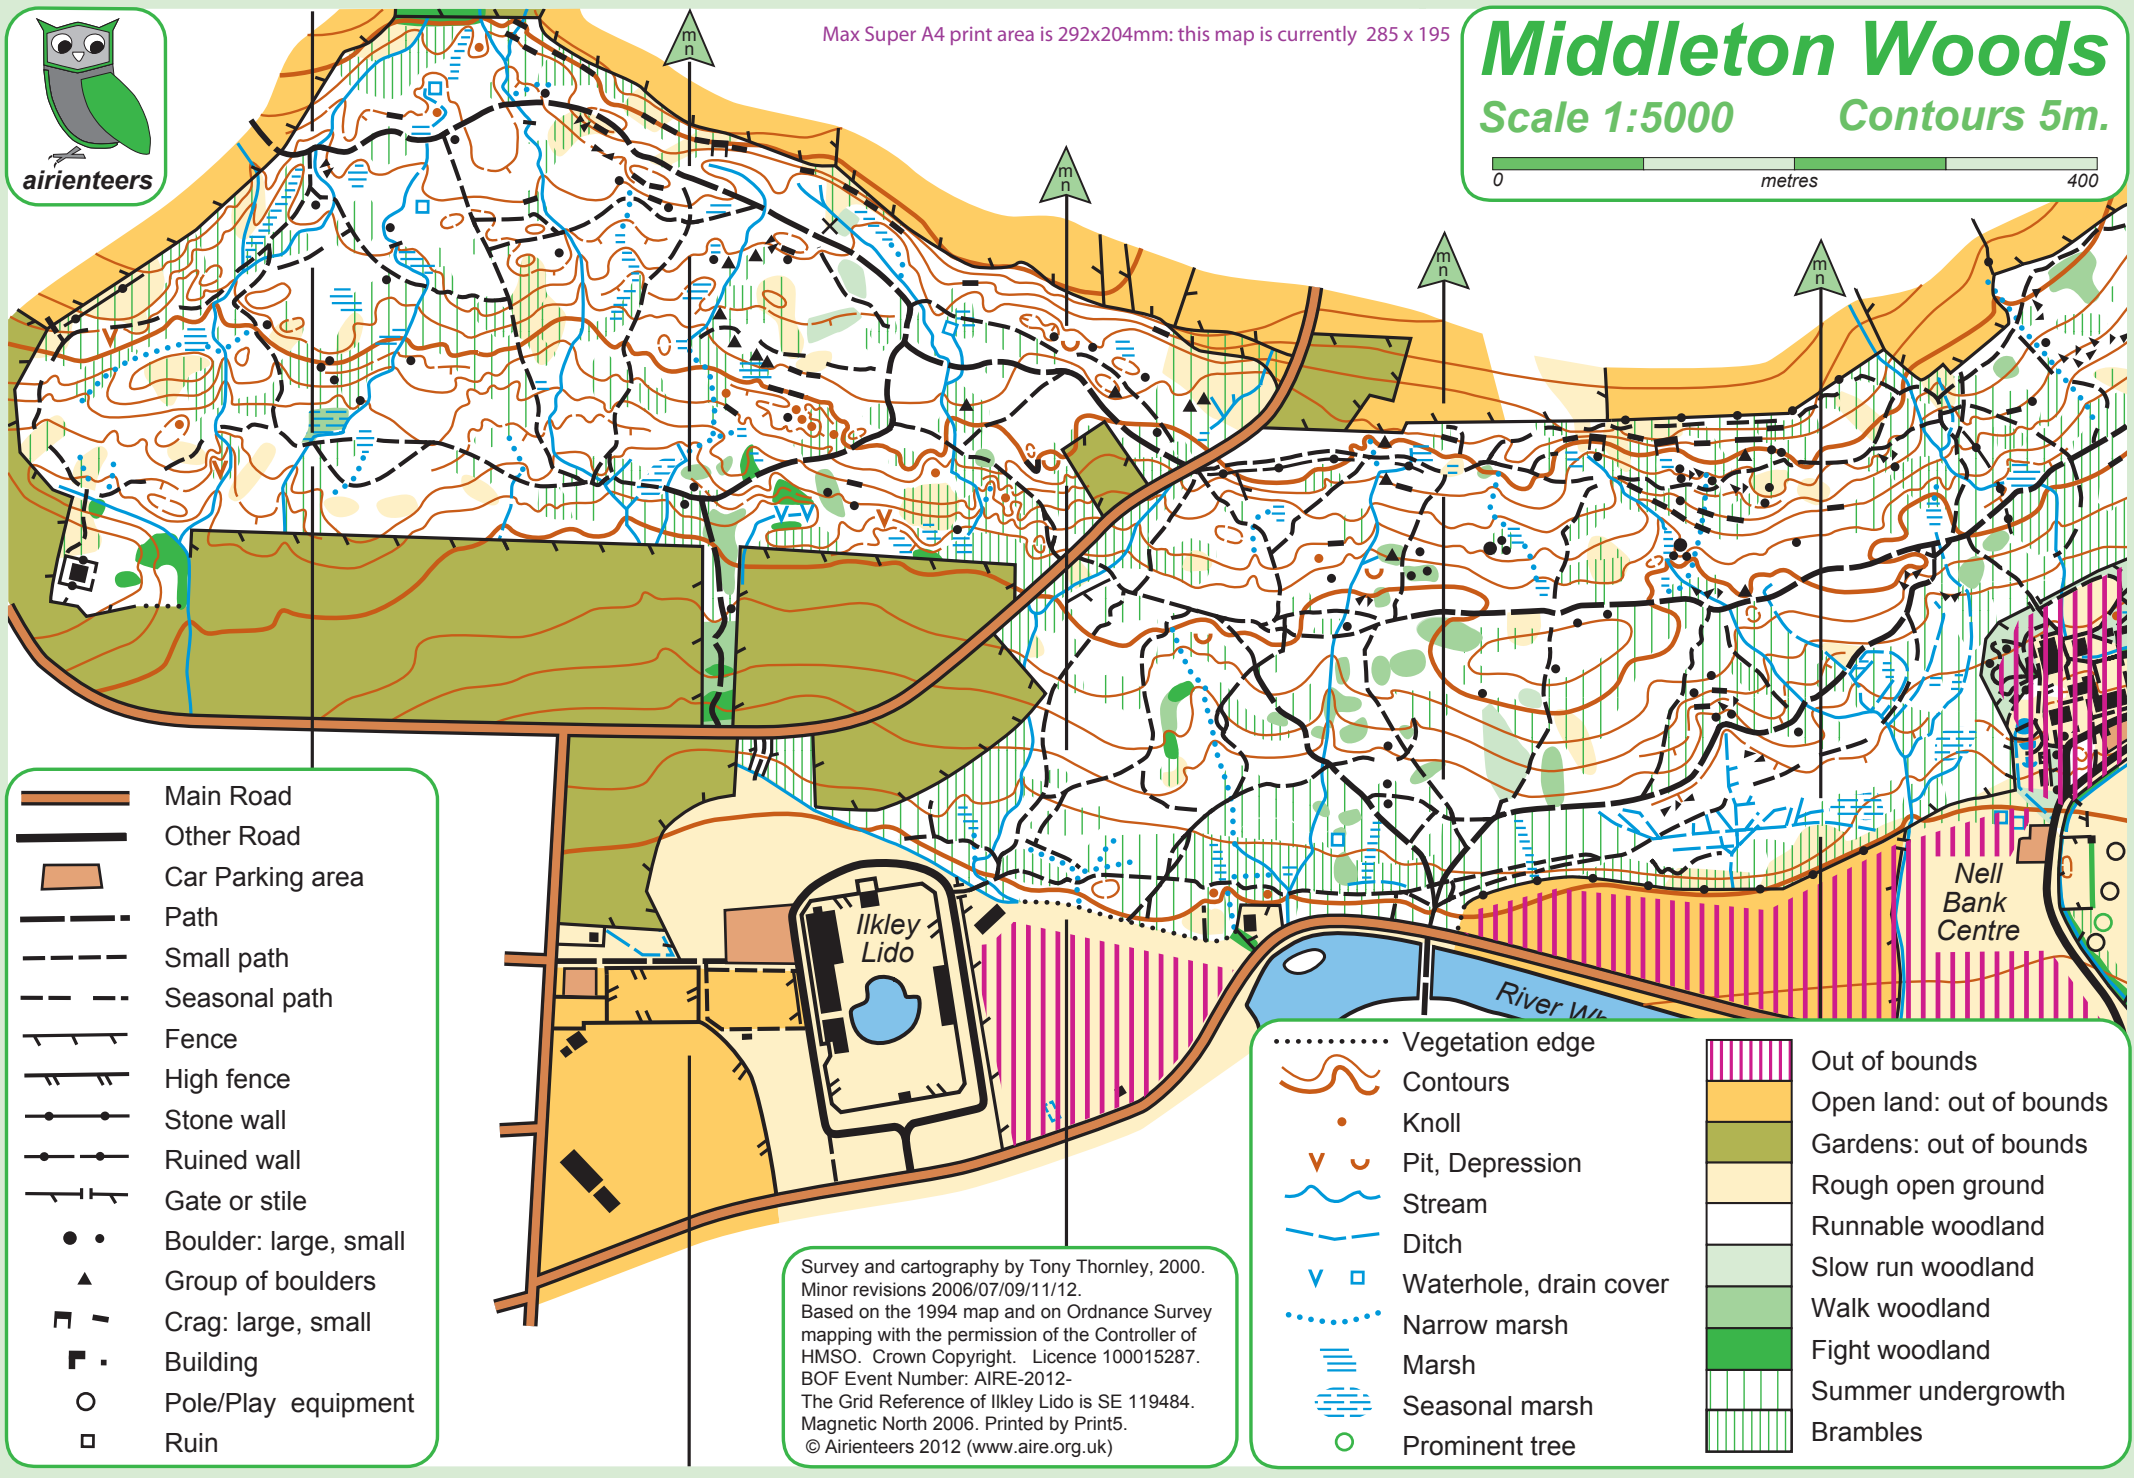 airienteers
Max Super A4 print area is 292x204mm: this map is currently  285 x 195
Middleton Woods
Scale 1:5000
Contours 5m.
0
metres
400
m
n
m
n
m
n
m
n
Ilkley
Lido
Nell
Bank
Centre
River Wh
Main Road
Other Road
Car Parking area
Path
Small path
Seasonal path
Fence
High fence
Stone wall
Ruined wall
Gate or stile
Boulder: large, small
Group of boulders
Crag: large, small
Building
Pole/Play  equipment
Ruin
Survey and cartography by Tony Thornley, 2000.
Minor revisions 2006/07/09/11/12.
Based on the 1994 map and on Ordnance Survey
mapping with the permission of the Controller of
HMSO.  Crown Copyright.   Licence 100015287.
BOF Event Number: AIRE-2012-
The Grid Reference of Ilkley Lido is SE 119484.
Magnetic North 2006. Printed by Print5.
© Airienteers 2012 (www.aire.org.uk)
Vegetation edge
Contours
Knoll
Pit, Depression
Stream
Ditch
Waterhole, drain cover
Narrow marsh
Marsh
Seasonal marsh
Prominent tree
Out of bounds
Open land: out of bounds
Gardens: out of bounds
Rough open ground
Runnable woodland
Slow run woodland
Walk woodland
Fight woodland
Summer undergrowth
Brambles